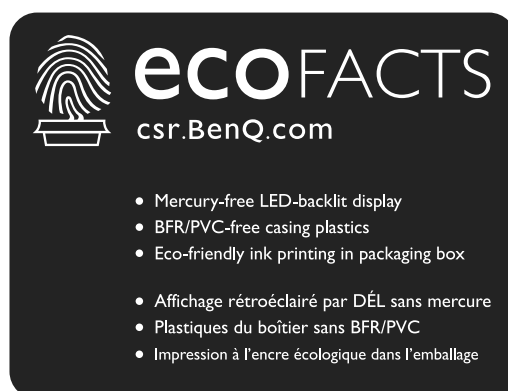 ecoFACTS
csr.BenQ.com
• Mercury-free LED-backlit display
• BFR/PVC-free casing plastics
• Eco-friendly ink printing in packaging box
• Affichage rétroéclairé par DÉL sans mercure
• Plastiques du boîtier sans BFR/PVC
• Impression à l'encre écologique dans l'emballage